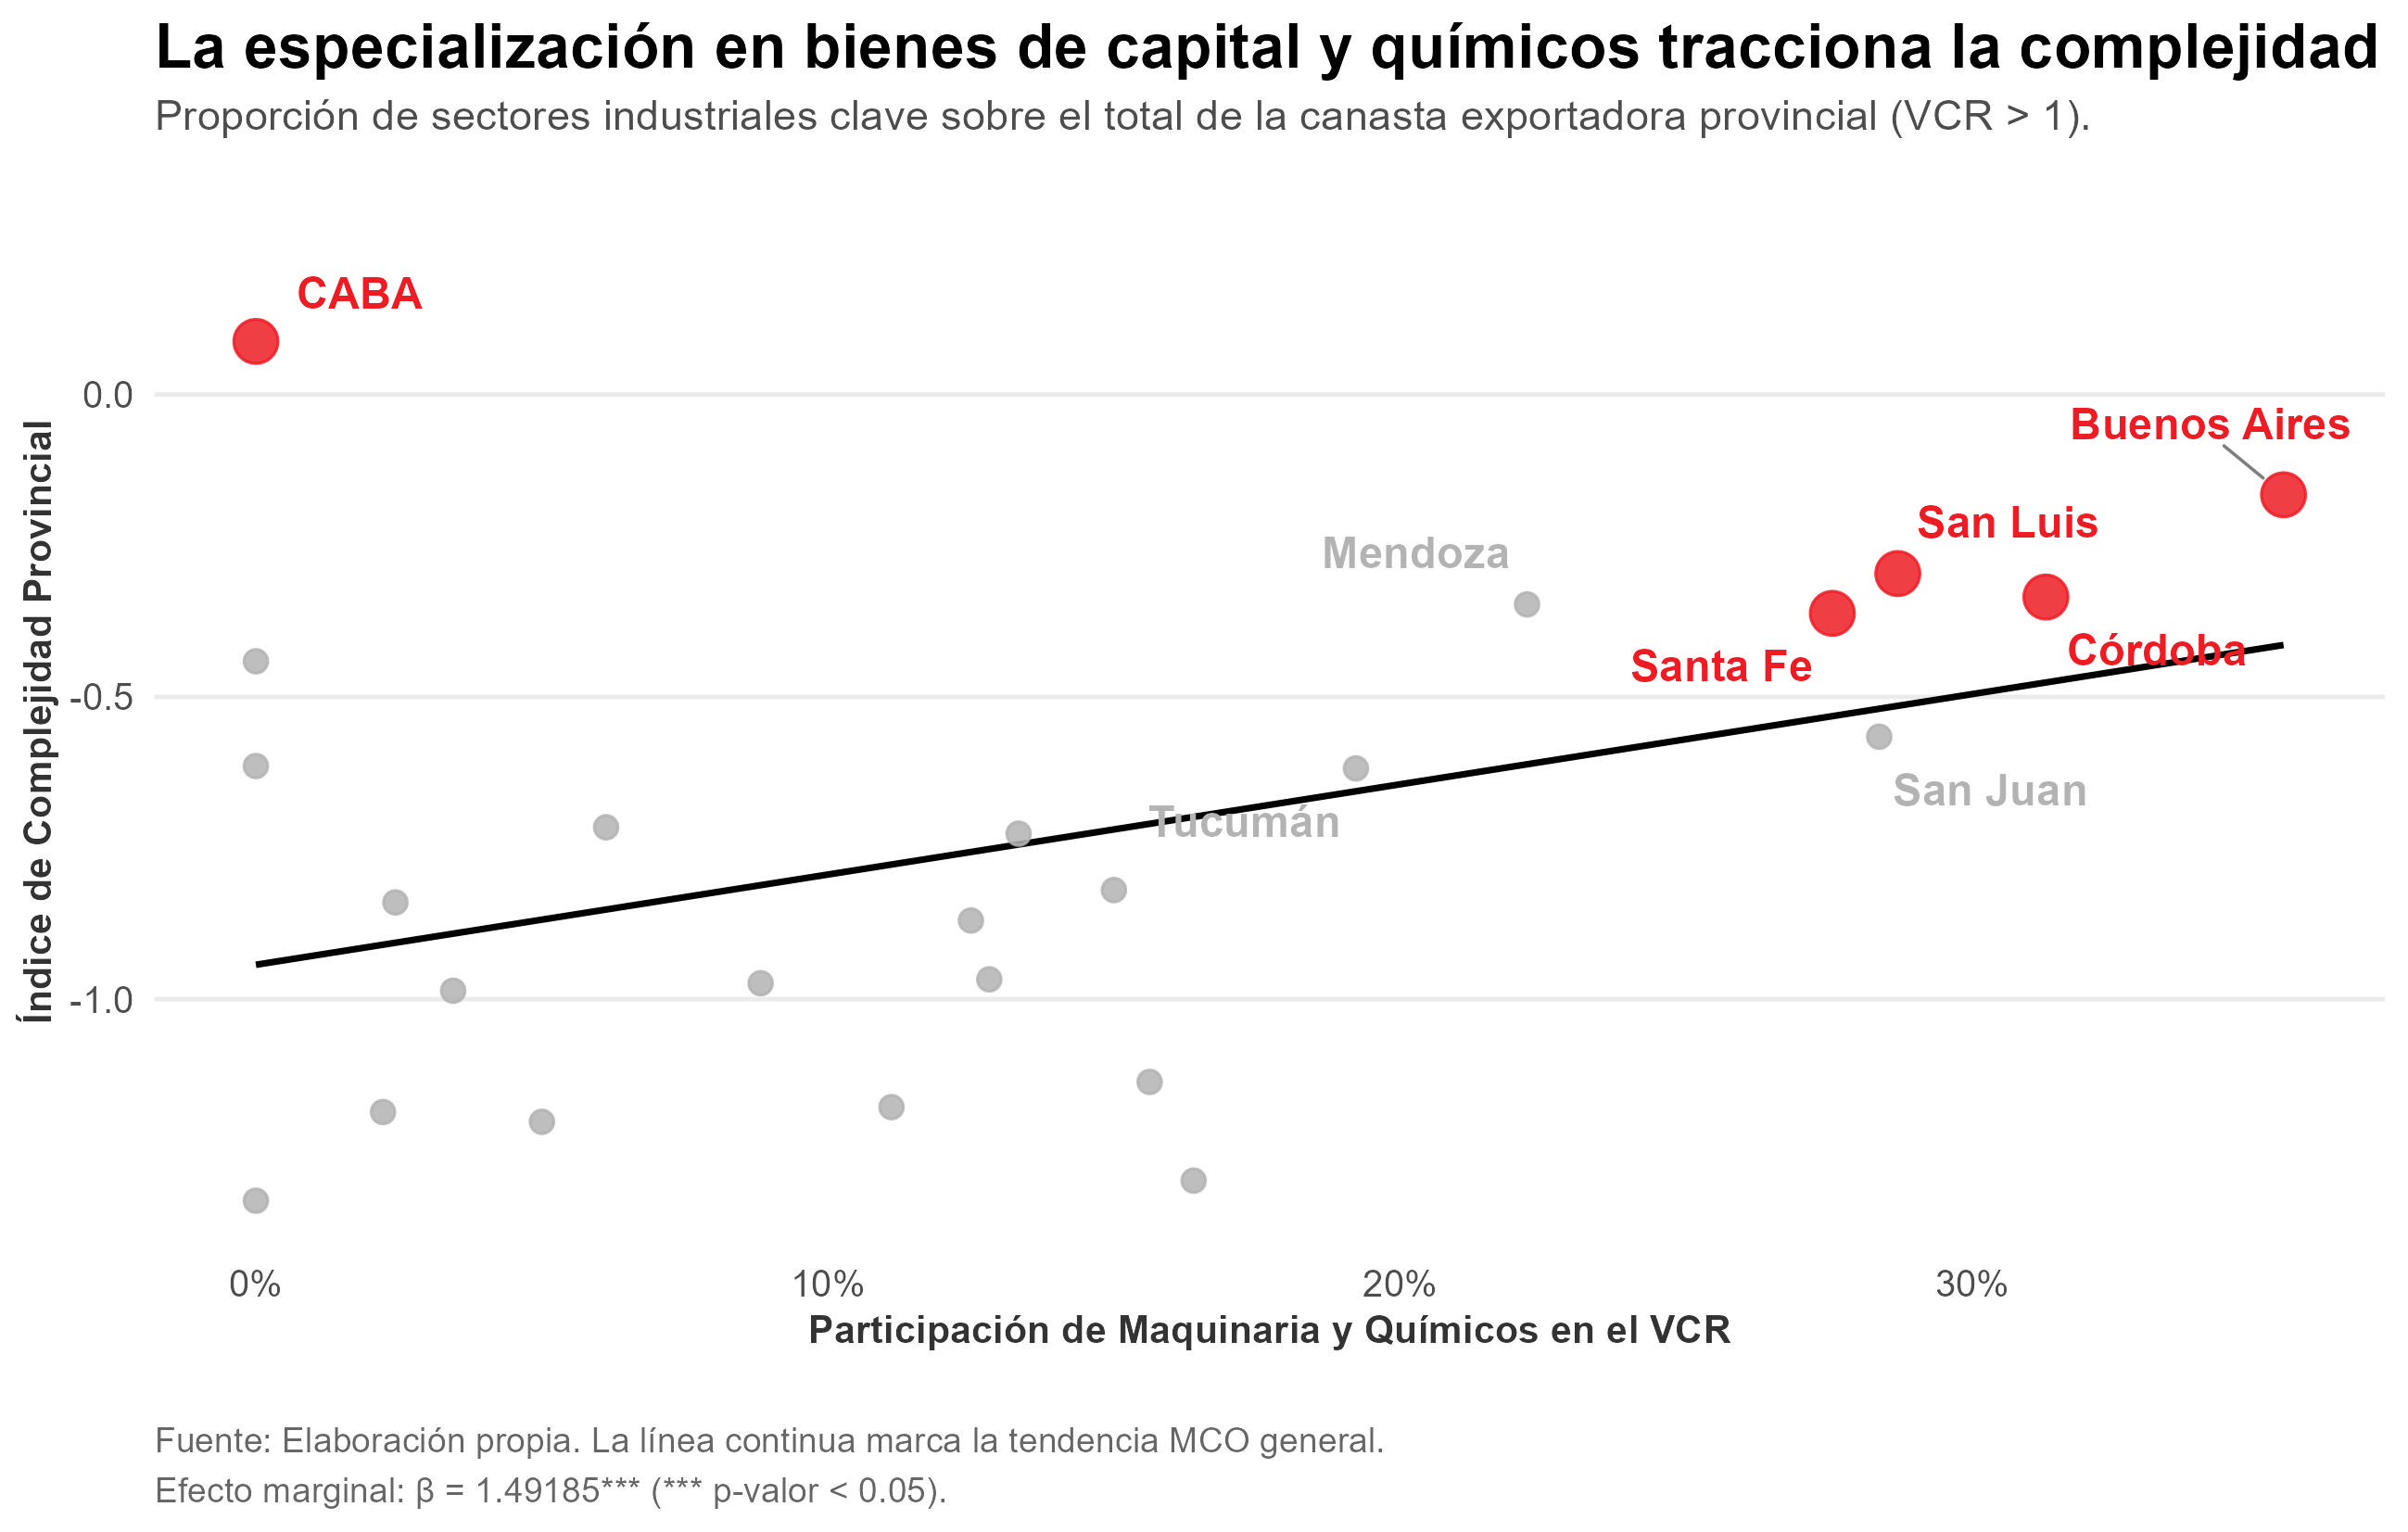 La especialización en bienes de capital y químicos tracciona la complejidad
Proporción de sectores industriales clave sobre el total de la canasta exportadora provincial (VCR > 1).
CABA
0.0
Buenos Aires
San Luis
Mendoza
Córdoba
Santa Fe
-0.5
San Juan
Tucumán
-1.0
Índice de Complejidad Provincial
0%
10%
20%
30%
Participación de Maquinaria y Químicos en el VCR
Fuente: Elaboración propia. La línea continua marca la tendencia MCO general.
Efecto marginal: β = 1.49185*** (*** p-valor < 0.05).